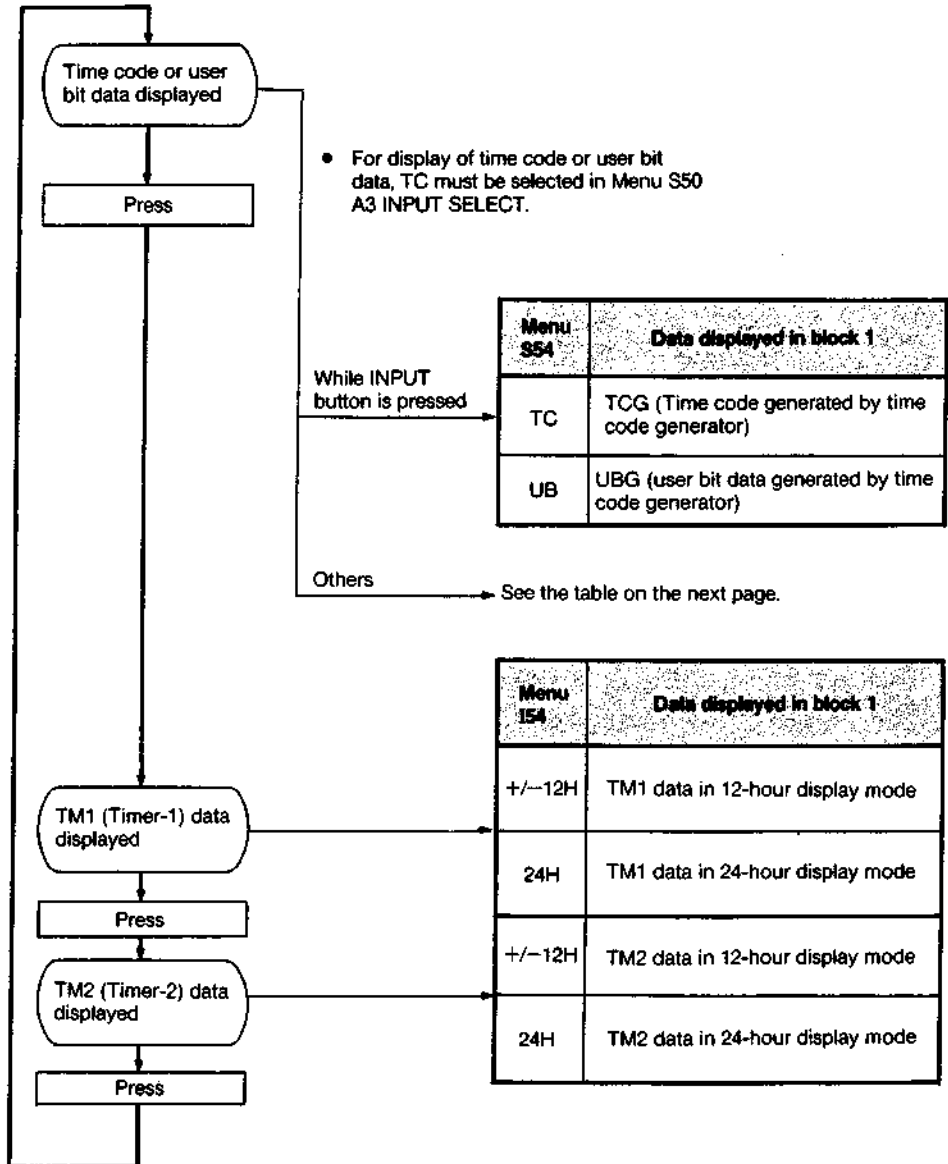 Time code or user
bit data displayed
Press
• For display of time code or user bit
data, TC must be selected in Menu S50
A3 INPUT SELECT.
While INPUT
button is pressed
Menu
S54
Data displayed in block 1
TC
TCG (Time code generated by time
code generator)
UB
UBG (user bit data generated by time
code generator)
Others
See the table on the next page.
Menu
I54
Data displayed in block 1
TM1 (Timer-1) data
displayed
+/−12H
TM1 data in 12-hour display mode
24H
TM1 data in 24-hour display mode
Press
TM2 (Timer-2) data
displayed
+/−12H
TM2 data in 12-hour display mode
24H
TM2 data in 24-hour display mode
Press